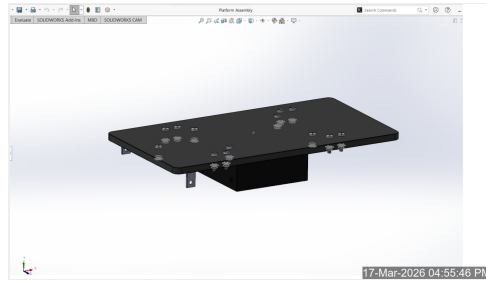 Platform Assembly
Search Commands
Evaluate
SOLIDWORKS Add-Ins
MBD
SOLIDWORKS CAM
17-Mar-2026 04:55:46 PM